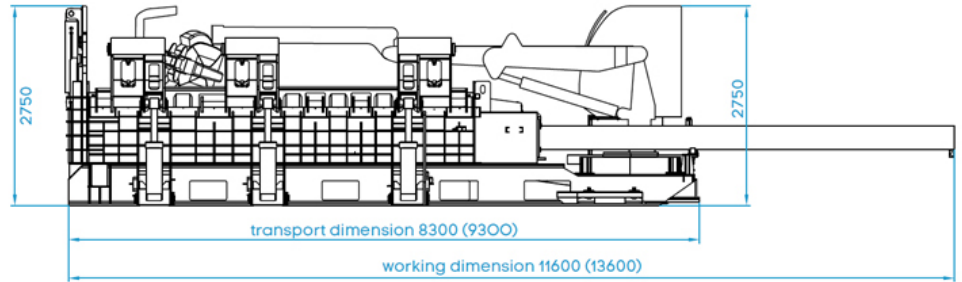 2750
2750
transport dimension 8300 (9300)
working dimension 11600 (13600)